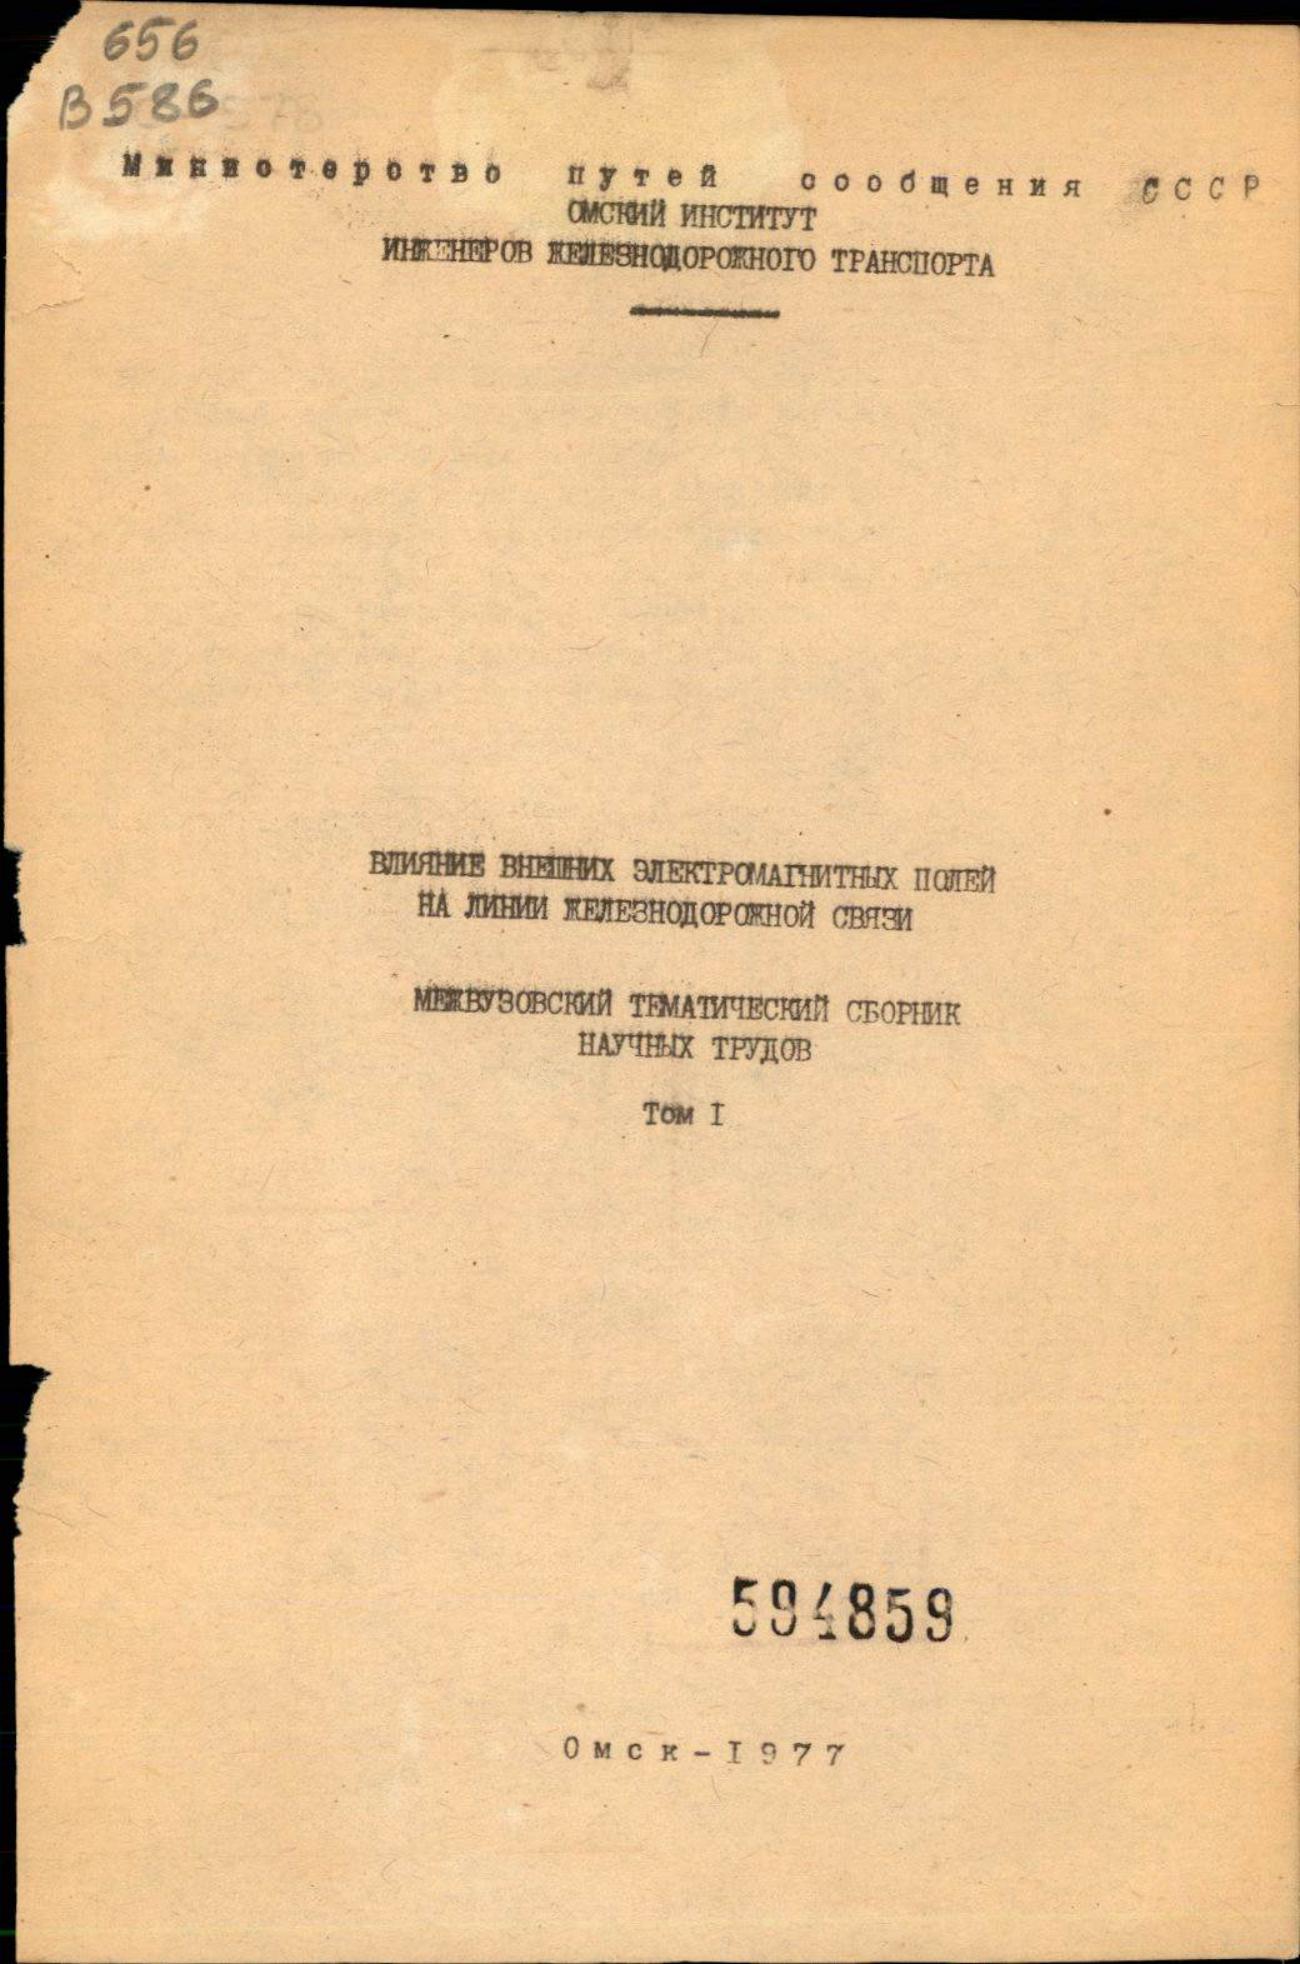 656
В586
Министерство путей сообщения СССР
ОМСКИЙ ИНСТИТУТ
ИНЖЕНЕРОВ ЖЕЛЕЗНОДОРОЖНОГО ТРАНСПОРТА
ВЛИЯНИЕ ВНЕШНИХ ЭЛЕКТРОМАГНИТНЫХ ПОЛЕЙ
НА ЛИНИИ ЖЕЛЕЗНОДОРОЖНОЙ СВЯЗИ
МЕЖВУЗОВСКИЙ ТЕМАТИЧЕСКИЙ СБОРНИК
НАУЧНЫХ ТРУДОВ
Том I
594859
Омск-I977